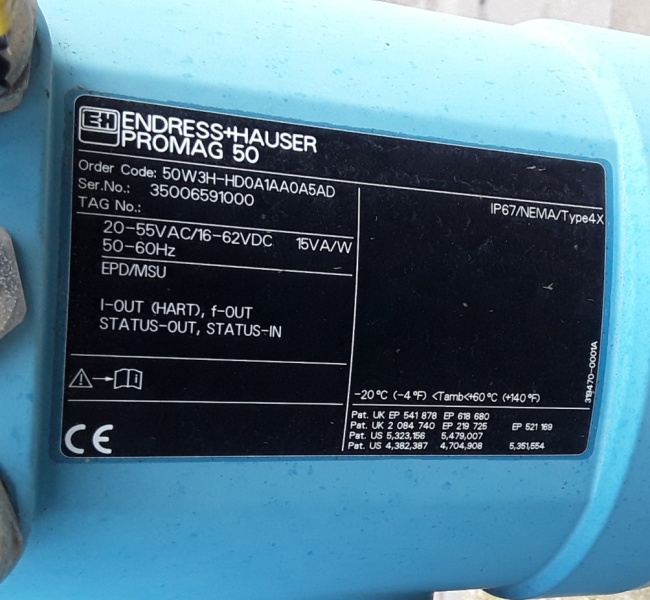 E+H ENDRESS+HAUSER
PROMAG 50
Order Code: 50W3H-HD0A1AA0A5AD
Ser.No.: 35006591000
TAG No.:
IP67/NEMA/Type4X
20-55VAC/16-62VDC 15VA/W
50-60Hz
EPD/MSU
I-OUT (HART), f-OUT
STATUS-OUT, STATUS-IN
-20°C (-4°F) <Tamb<+60°C (+140°F)
Pat. UK EP 541 878 EP 618 680
Pat. UK 2 084 740 EP 219 725 EP 521 169
Pat. US 5,323,156 5,479,007
Pat. US 4,382,387 4,704,908 5,351,554
319470-0001A
CE